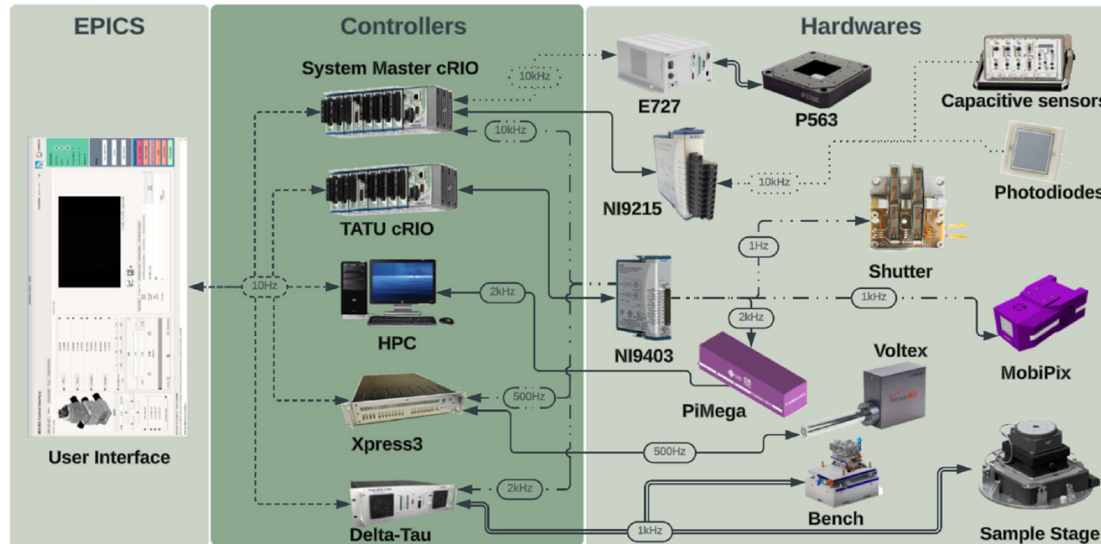 EPICS
Controllers
Hardwares
System Master cRIO
10kHz
E727
P563
Capacitive sensors
10kHz
TATU cRIO
NI9215
10kHz
Photodiodes
1Hz
Shutter
10Hz
2kHz
HPC
NI9403
2kHz
1kHz
MobiPix
Voltex
PiMega
500Hz
Xpress3
500Hz
User Interface
Bench
2kHz
Delta-Tau
1kHz
Sample Stage